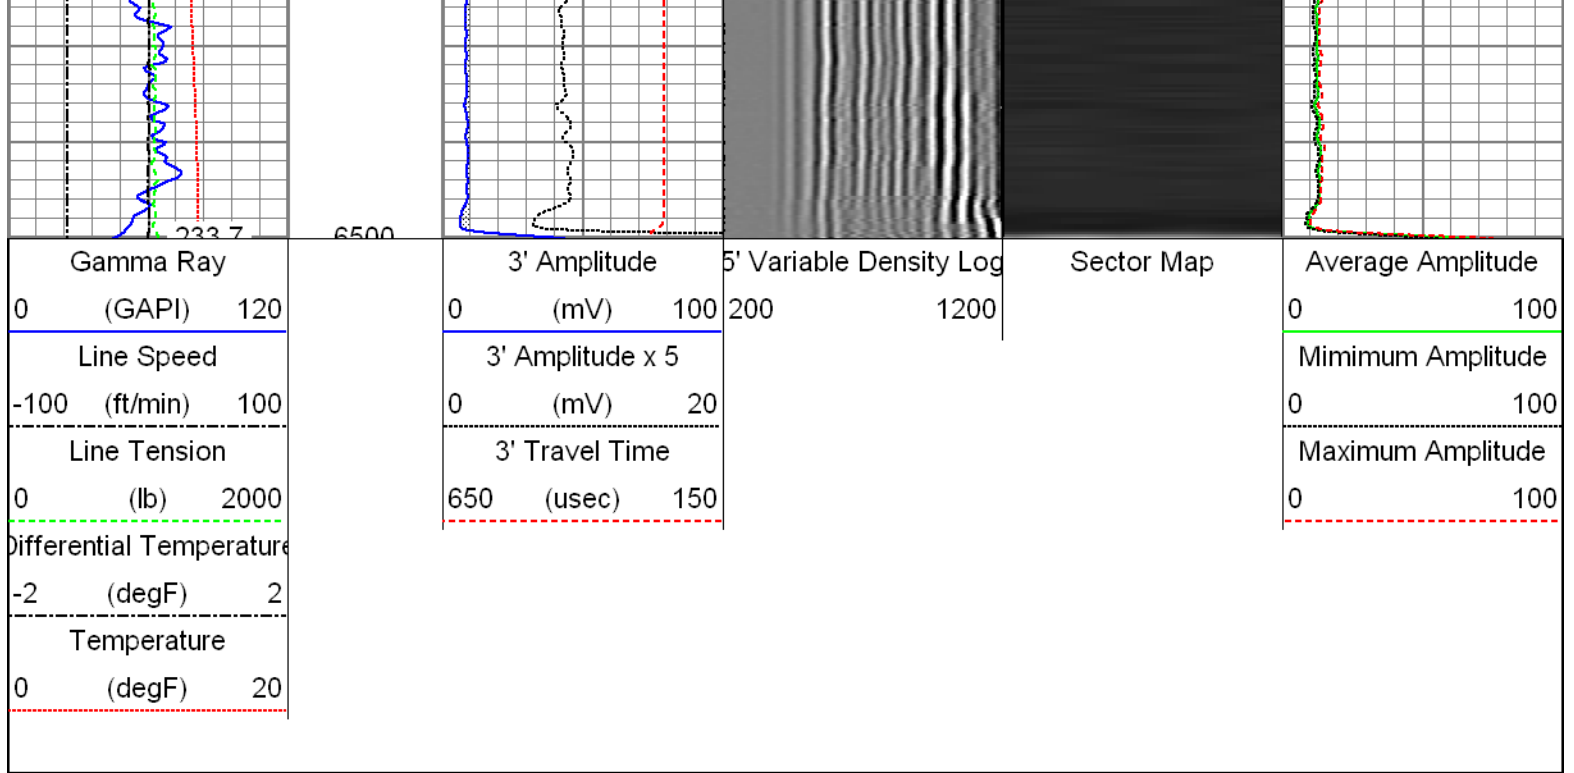 233.7
6500
Gamma Ray
0 (GAPI) 120
Line Speed
-100 (ft/min) 100
Line Tension
0 (lb) 2000
Differential Temperature
-2 (degF) 2
Temperature
0 (degF) 20
3' Amplitude
0 (mV) 100
3' Amplitude x 5
0 (mV) 20
3' Travel Time
650 (usec) 150
5' Variable Density Log
200 1200
Sector Map
Average Amplitude
0 100
Mimimum Amplitude
0 100
Maximum Amplitude
0 100